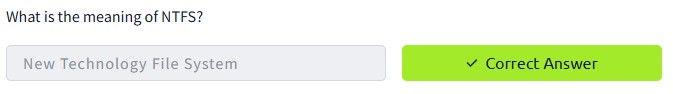 What is the meaning of NTFS?
New Technology File System
✓ Correct Answer